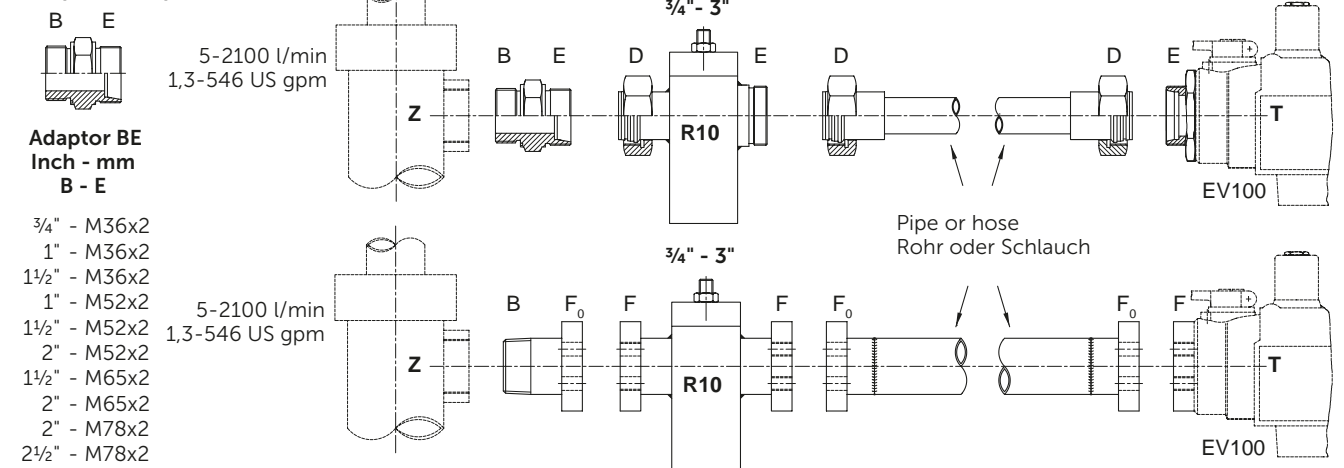 B E
Adaptor BE
Inch - mm
B - E
¾" - M36x2
1" - M36x2
1½" - M36x2
1" - M52x2
1½" - M52x2
2" - M52x2
1½" - M65x2
2" - M65x2
2" - M78x2
2½" - M78x2
¾"- 3"
5-2100 l/min
1,3-546 US gpm
B E D E D D E
Z R10 T
EV100
Pipe or hose
Rohr oder Schlauch
¾" - 3"
5-2100 l/min
1,3-546 US gpm
B F₀ F F F₀ F₀ F
Z R10 T
EV100